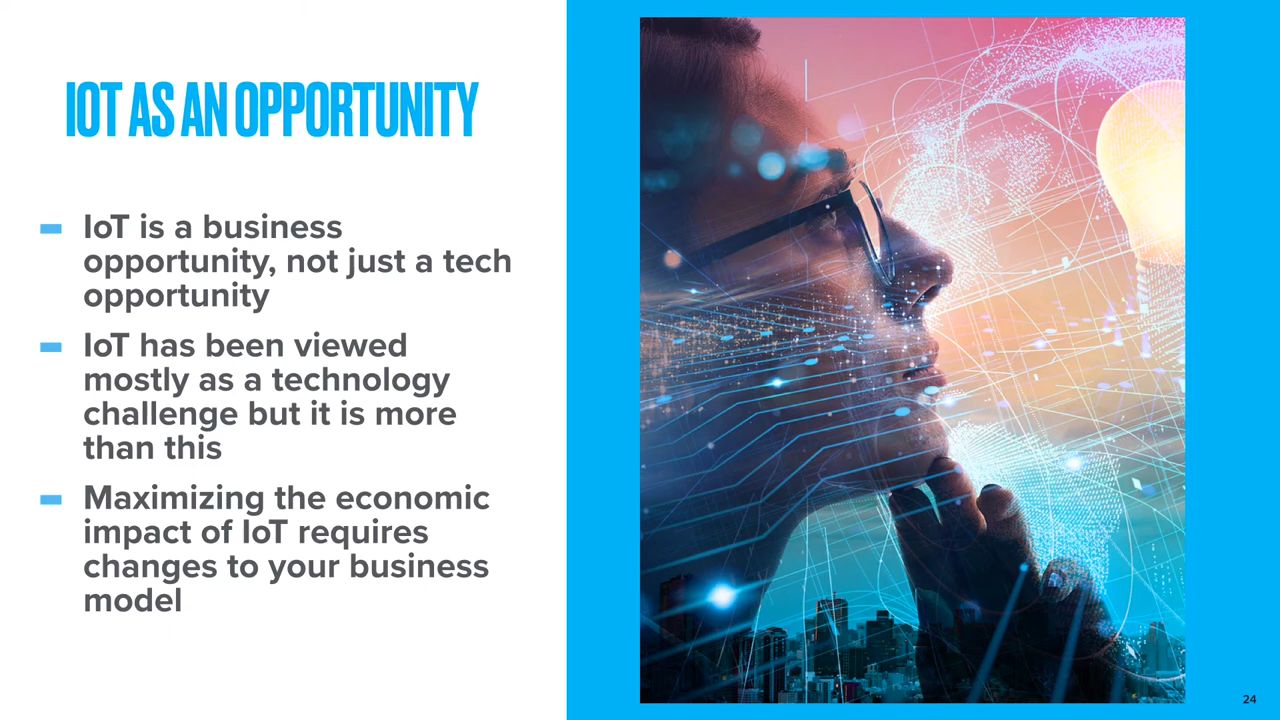 IOT AS AN OPPORTUNITY
IoT is a business
opportunity, not just a tech
opportunity
IoT has been viewed
mostly as a technology
challenge but it is more
than this
Maximizing the economic
impact of IoT requires
changes to your business
model
24